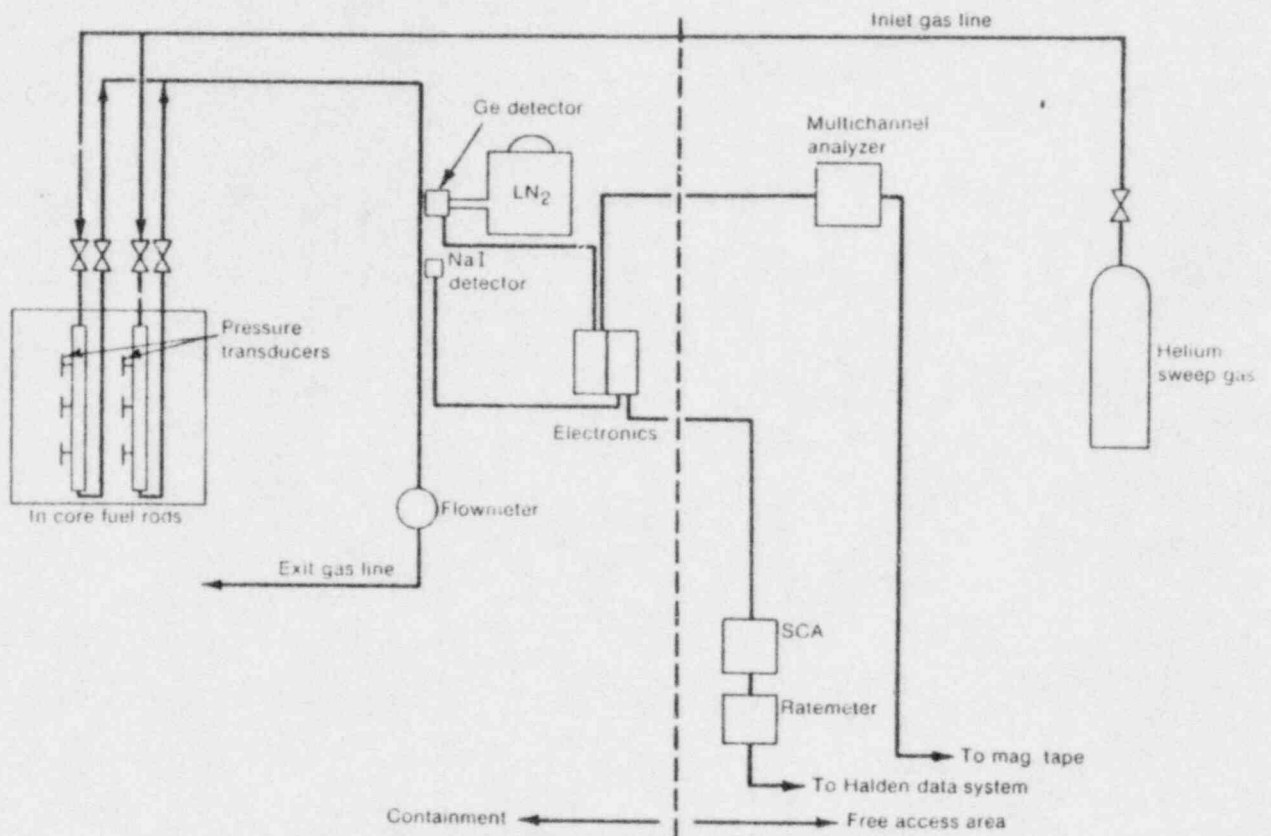 Inlet gas line
Ge detector
Multichannel
analyzer
LN2
NaI
detector
Pressure
transducers
Helium
sweep gas
Electronics
In core fuel rods
Flowmeter
Exit gas line
SCA
Ratemeter
To mag. tape
To Halden data system
Containment
Free access area